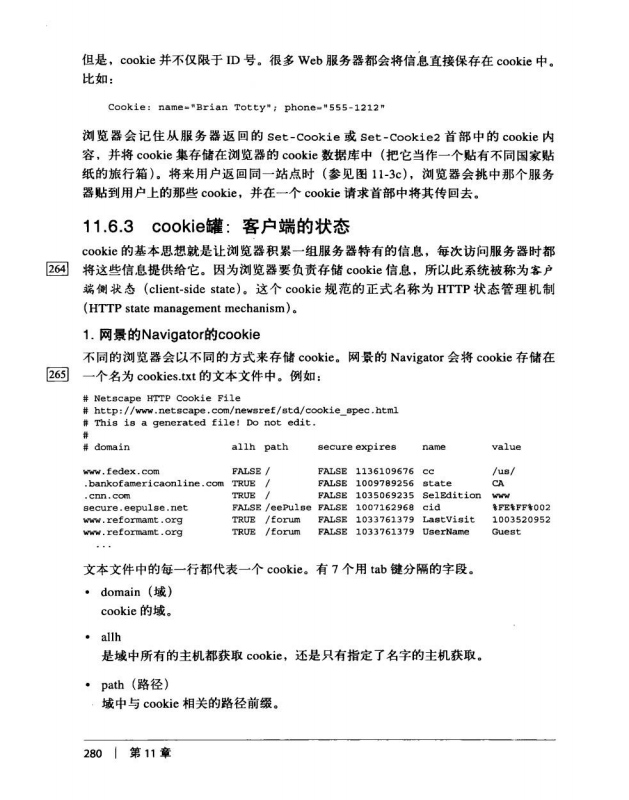 但是，cookie 并不仅限于 ID 号。很多 Web 服务器都会将信息直接保存在 cookie 中。
比如：
Cookie: name="Brian Totty"; phone="555-1212"
浏览器会记住从服务器返回的 Set-Cookie 或 Set-Cookie2 首部中的 cookie 内
容，并将 cookie 集存储在浏览器的 cookie 数据库中（把它当作一个贴有不同国家贴
纸的旅行箱）。将来用户返回同一站点时（参见图 11-3c），浏览器会挑中那个服务
器贴到用户上的那些 cookie，并在一个 cookie 请求首部中将其传回去。
11.6.3 cookie罐：客户端的状态
cookie 的基本思想就是让浏览器积累一组服务器特有的信息，每次访问服务器时都
264 将这些信息提供给它。因为浏览器要负责存储 cookie 信息，所以此系统被称为客户
端侧状态（client-side state）。这个 cookie 规范的正式名称为 HTTP 状态管理机制
（HTTP state management mechanism）。
1. 网景的Navigator的cookie
不同的浏览器会以不同的方式来存储 cookie。网景的 Navigator 会将 cookie 存储在
265 一个名为 cookies.txt 的文本文件中。例如：
# Netscape HTTP Cookie File
# http://www.netscape.com/newsref/std/cookie_spec.html
# This is a generated file! Do not edit.
#
# domain allh path secure expires name value
www.fedex.com FALSE / FALSE 1136109676 cc /us/
.bankofamericaonline.com TRUE / FALSE 1009789256 state CA
.cnn.com TRUE / FALSE 1035069235 SelEdition www
secure.eepulse.net FALSE /eePulse FALSE 1007162968 cid %FE%FF%002
www.reformamt.org TRUE /forum FALSE 1033761379 LastVisit 1003520952
www.reformamt.org TRUE /forum FALSE 1033761379 UserName Guest
...
文本文件中的每一行都代表一个 cookie。有 7 个用 tab 键分隔的字段。
• domain（域）
cookie 的域。
• allh
是域中所有的主机都获取 cookie，还是只有指定了名字的主机获取。
• path（路径）
域中与 cookie 相关的路径前缀。
280 | 第 11 章